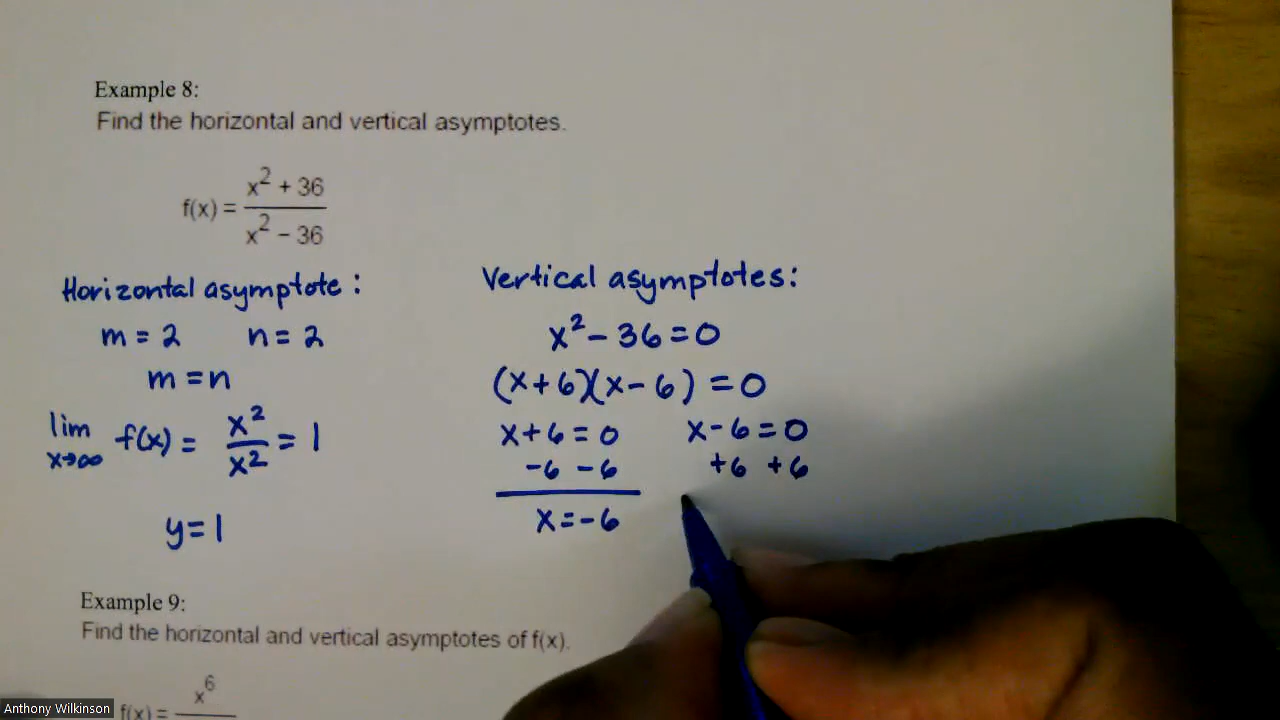 Example 8:
Find the horizontal and vertical asymptotes.
f(x) = x² + 36 / x² − 36
Horizontal asymptote:
m = 2 n = 2
m = n
lim x→∞ f(x) = x²/x² = 1
y = 1
Vertical asymptotes:
x² − 36 = 0
(x+6)(x−6) = 0
x+6 = 0 x−6 = 0
−6 −6 +6 +6
x = −6
Example 9:
Find the horizontal and vertical asymptotes of f(x).
f(x) = x⁶
Anthony Wilkinson